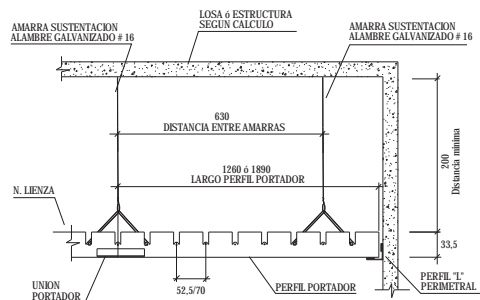 LOSA ó ESTRUCTURA
SEGUN CALCULO
AMARRA SUSTENTACION
ALAMBRE GALVANIZADO # 16
AMARRA SUSTENTACION
ALAMBRE GALVANIZADO # 16
630
DISTANCIA ENTRE AMARRAS
200
Distancia mínima
1260 ó 1890
LARGO PERFIL PORTADOR
N. LIENZA
33,5
UNION
PORTADOR
52,5/70
PERFIL PORTADOR
PERFIL "L"
PERIMETRAL